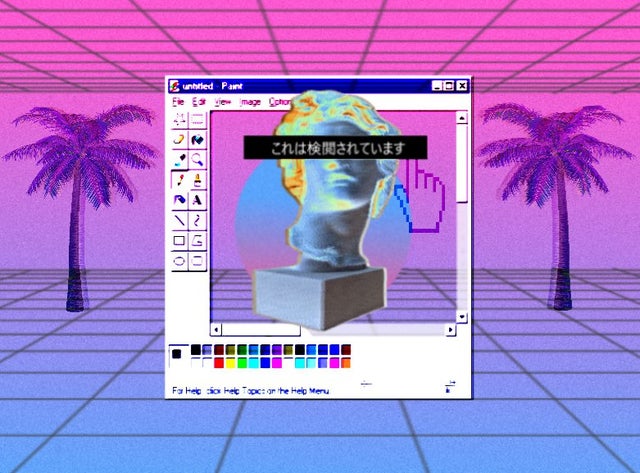 untitled - Paint
File Edit View Image Option
これは検閲されています
A
For Help, click Help Topics on the Help Menu.